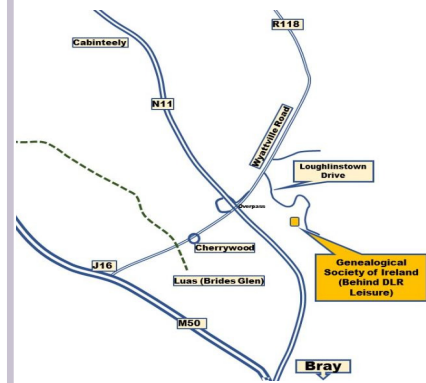 R118
Cabinteely
N11
Wyattville Road
Loughlinstown
Drive
Overpass
Cherrywood
Genealogical
Society of Ireland
(Behind DLR
Leisure)
J16
Luas (Brides Glen)
M50
Bray